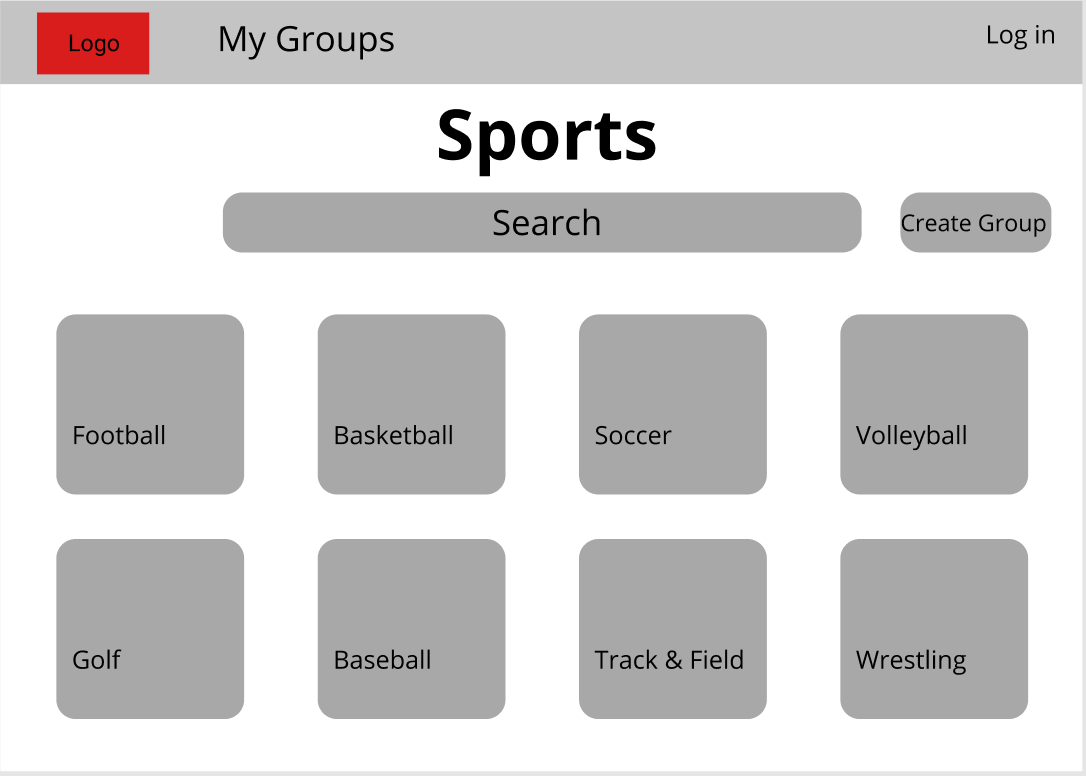 Logo
My Groups
Log in
Sports
Search
Create Group
Football
Basketball
Soccer
Volleyball
Golf
Baseball
Track & Field
Wrestling